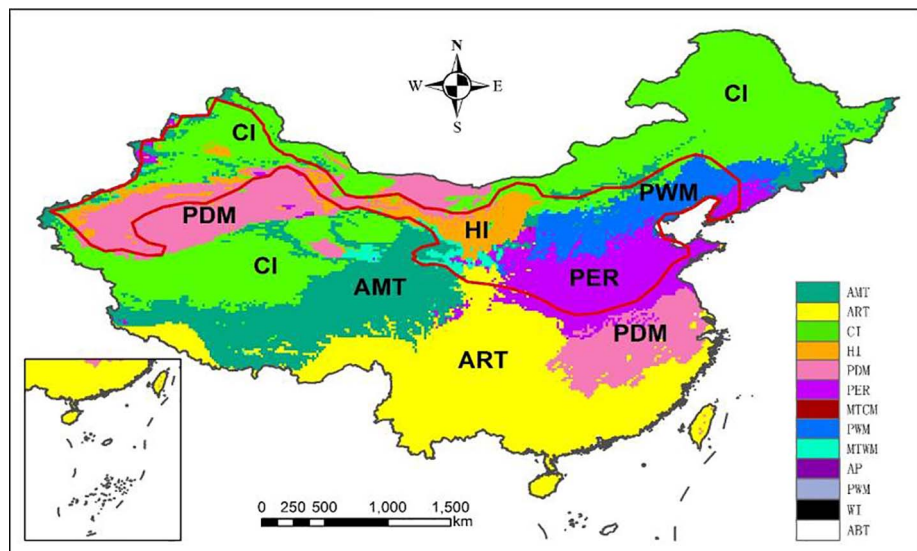 N
W E
S
CI
CI
PDM
PWM
HI
CI
AMT
PER
PDM
ART
0 250 500 1,000 1,500
km
AMT
ART
CI
HI
PDM
PER
MTCM
PWM
MTWM
AP
PWM
WI
ABT